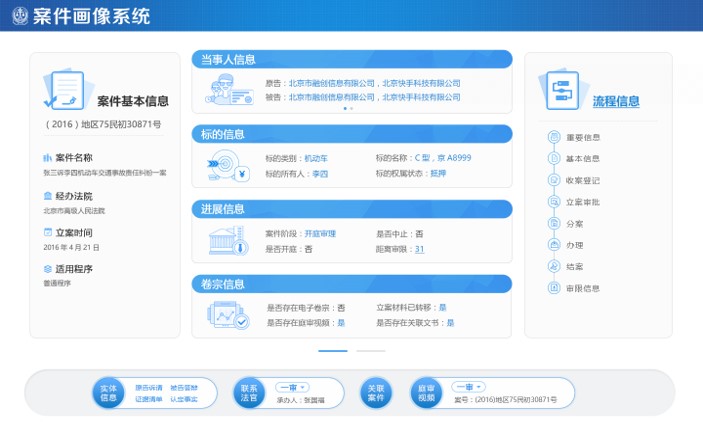 案件画像系统
案件基本信息
（2016）地区75民初30871号
案件名称
张三诉李四机动车交通事故责任纠纷一案
经办法院
北京市高级人民法院
立案时间
2016 年 4 月 21 日
适用程序
普通程序
当事人信息
原告：北京市融创信息有限公司，北京快手科技有限公司
被告：北京市融创信息有限公司，北京快手科技有限公司
标的信息
标的类别：机动车 标的名称：C 型，京 A8999
标的所有人：李四 标的权属状态：抵押
进展信息
案件阶段：开庭审理 是否中止：否
是否开庭：否 距离审限：31
卷宗信息
是否存在电子卷宗：否 立案材料已转移：是
是否存在庭审视频：是 是否存在关联文书：是
流程信息
重要信息
基本信息
收案登记
立案审批
分案
办理
结案
审限信息
实体
信息
原告诉请 被告答辩
证据清单 认定事实
联系
法官
一审
承办人：张国福
关联
案件
庭审
视频
一审
案号：(2016)地区75民初30871号